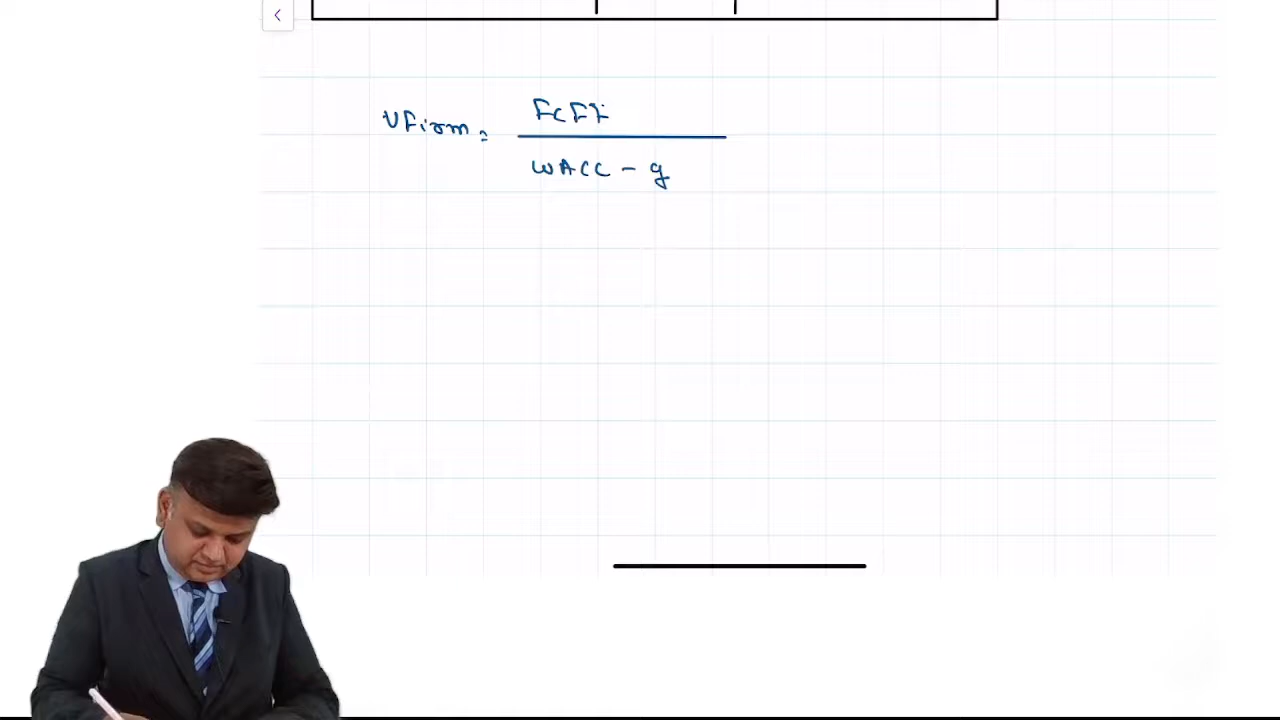 VFirm =
FCFF
WACC - g